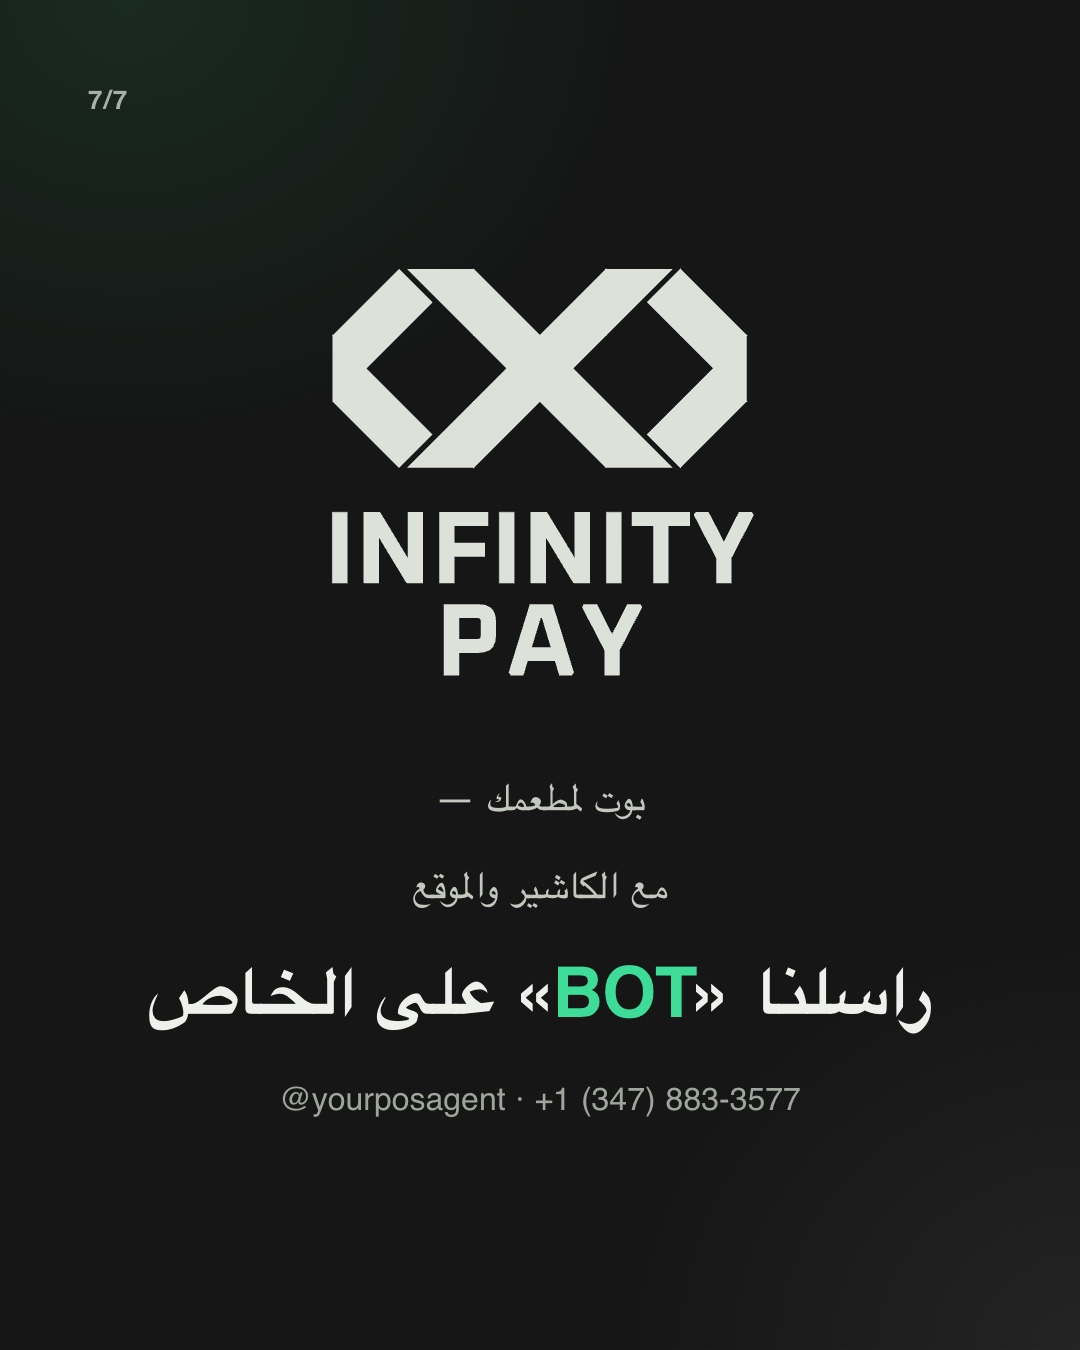 7/7
INFINITY
PAY
بوت لمطعمك —
مع الكاشير والموقع
راسلنا «BOT» على الخاص
@yourposagent · +1 (347) 883-3577